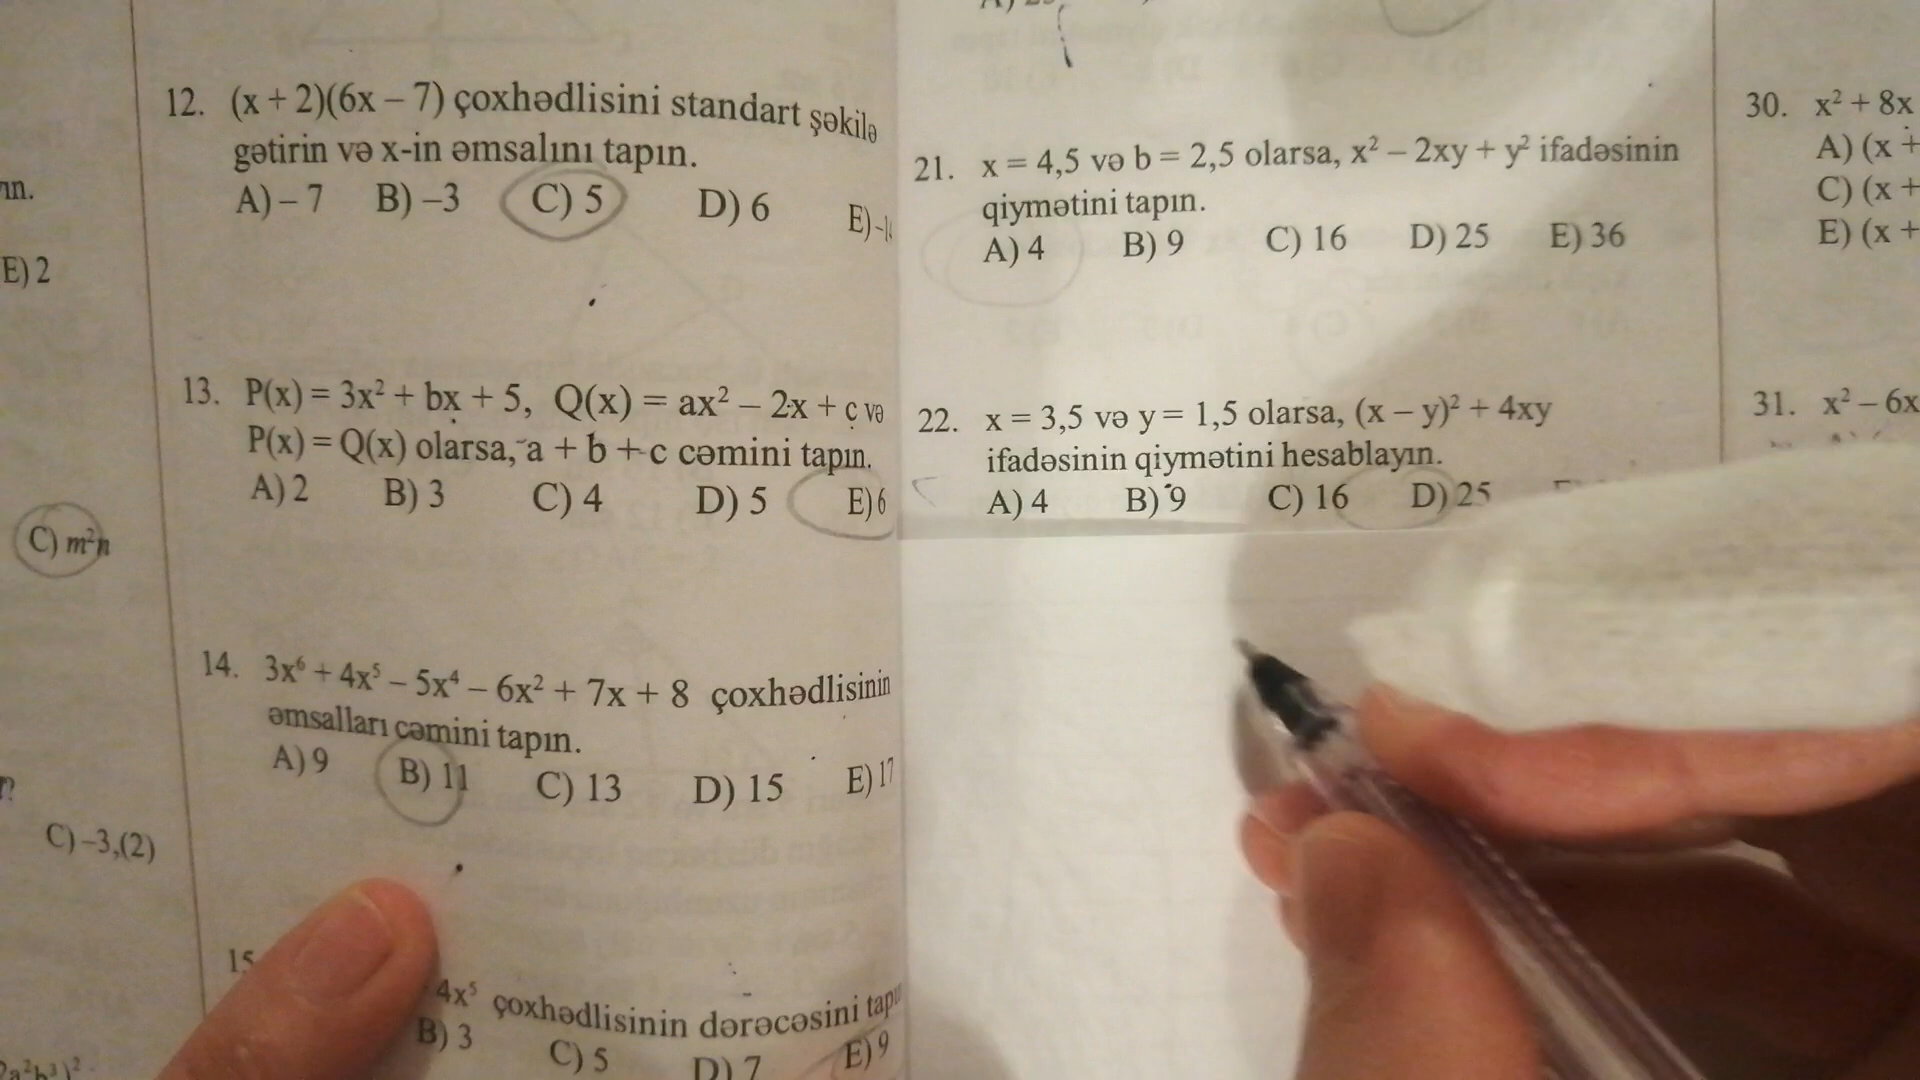 ın.
E) 2
C) m²n
C) –3,(2)
12. (x + 2)(6x – 7) çoxhədlisini standart şəkilə
gətirin və x-in əmsalını tapın.
A) – 7 B) –3 C) 5 D) 6 E)
13. P(x) = 3x² + bx + 5, Q(x) = ax² – 2x + c və
P(x) = Q(x) olarsa, a + b + c cəmini tapın.
A) 2 B) 3 C) 4 D) 5 E) 6
14. 3x⁶ + 4x⁵ – 5x⁴ – 6x² + 7x + 8 çoxhədlisinin
əmsalları cəmini tapın.
A) 9 B) 11 C) 13 D) 15 E) 17
15
4x⁵ çoxhədlisinin dərəcəsini
B) 3 C) 5 D) 7 E) 9
21. x = 4,5 və b = 2,5 olarsa, x² – 2xy + y² ifadəsinin
qiymətini tapın.
A) 4 B) 9 C) 16 D) 25 E) 36
22. x = 3,5 və y = 1,5 olarsa, (x – y)² + 4xy
ifadəsinin qiymətini hesablayın.
A) 4 B) 9 C) 16 D) 25
30. x² + 8x
A) (x +
C) (x +
E) (x +
31. x² – 6x